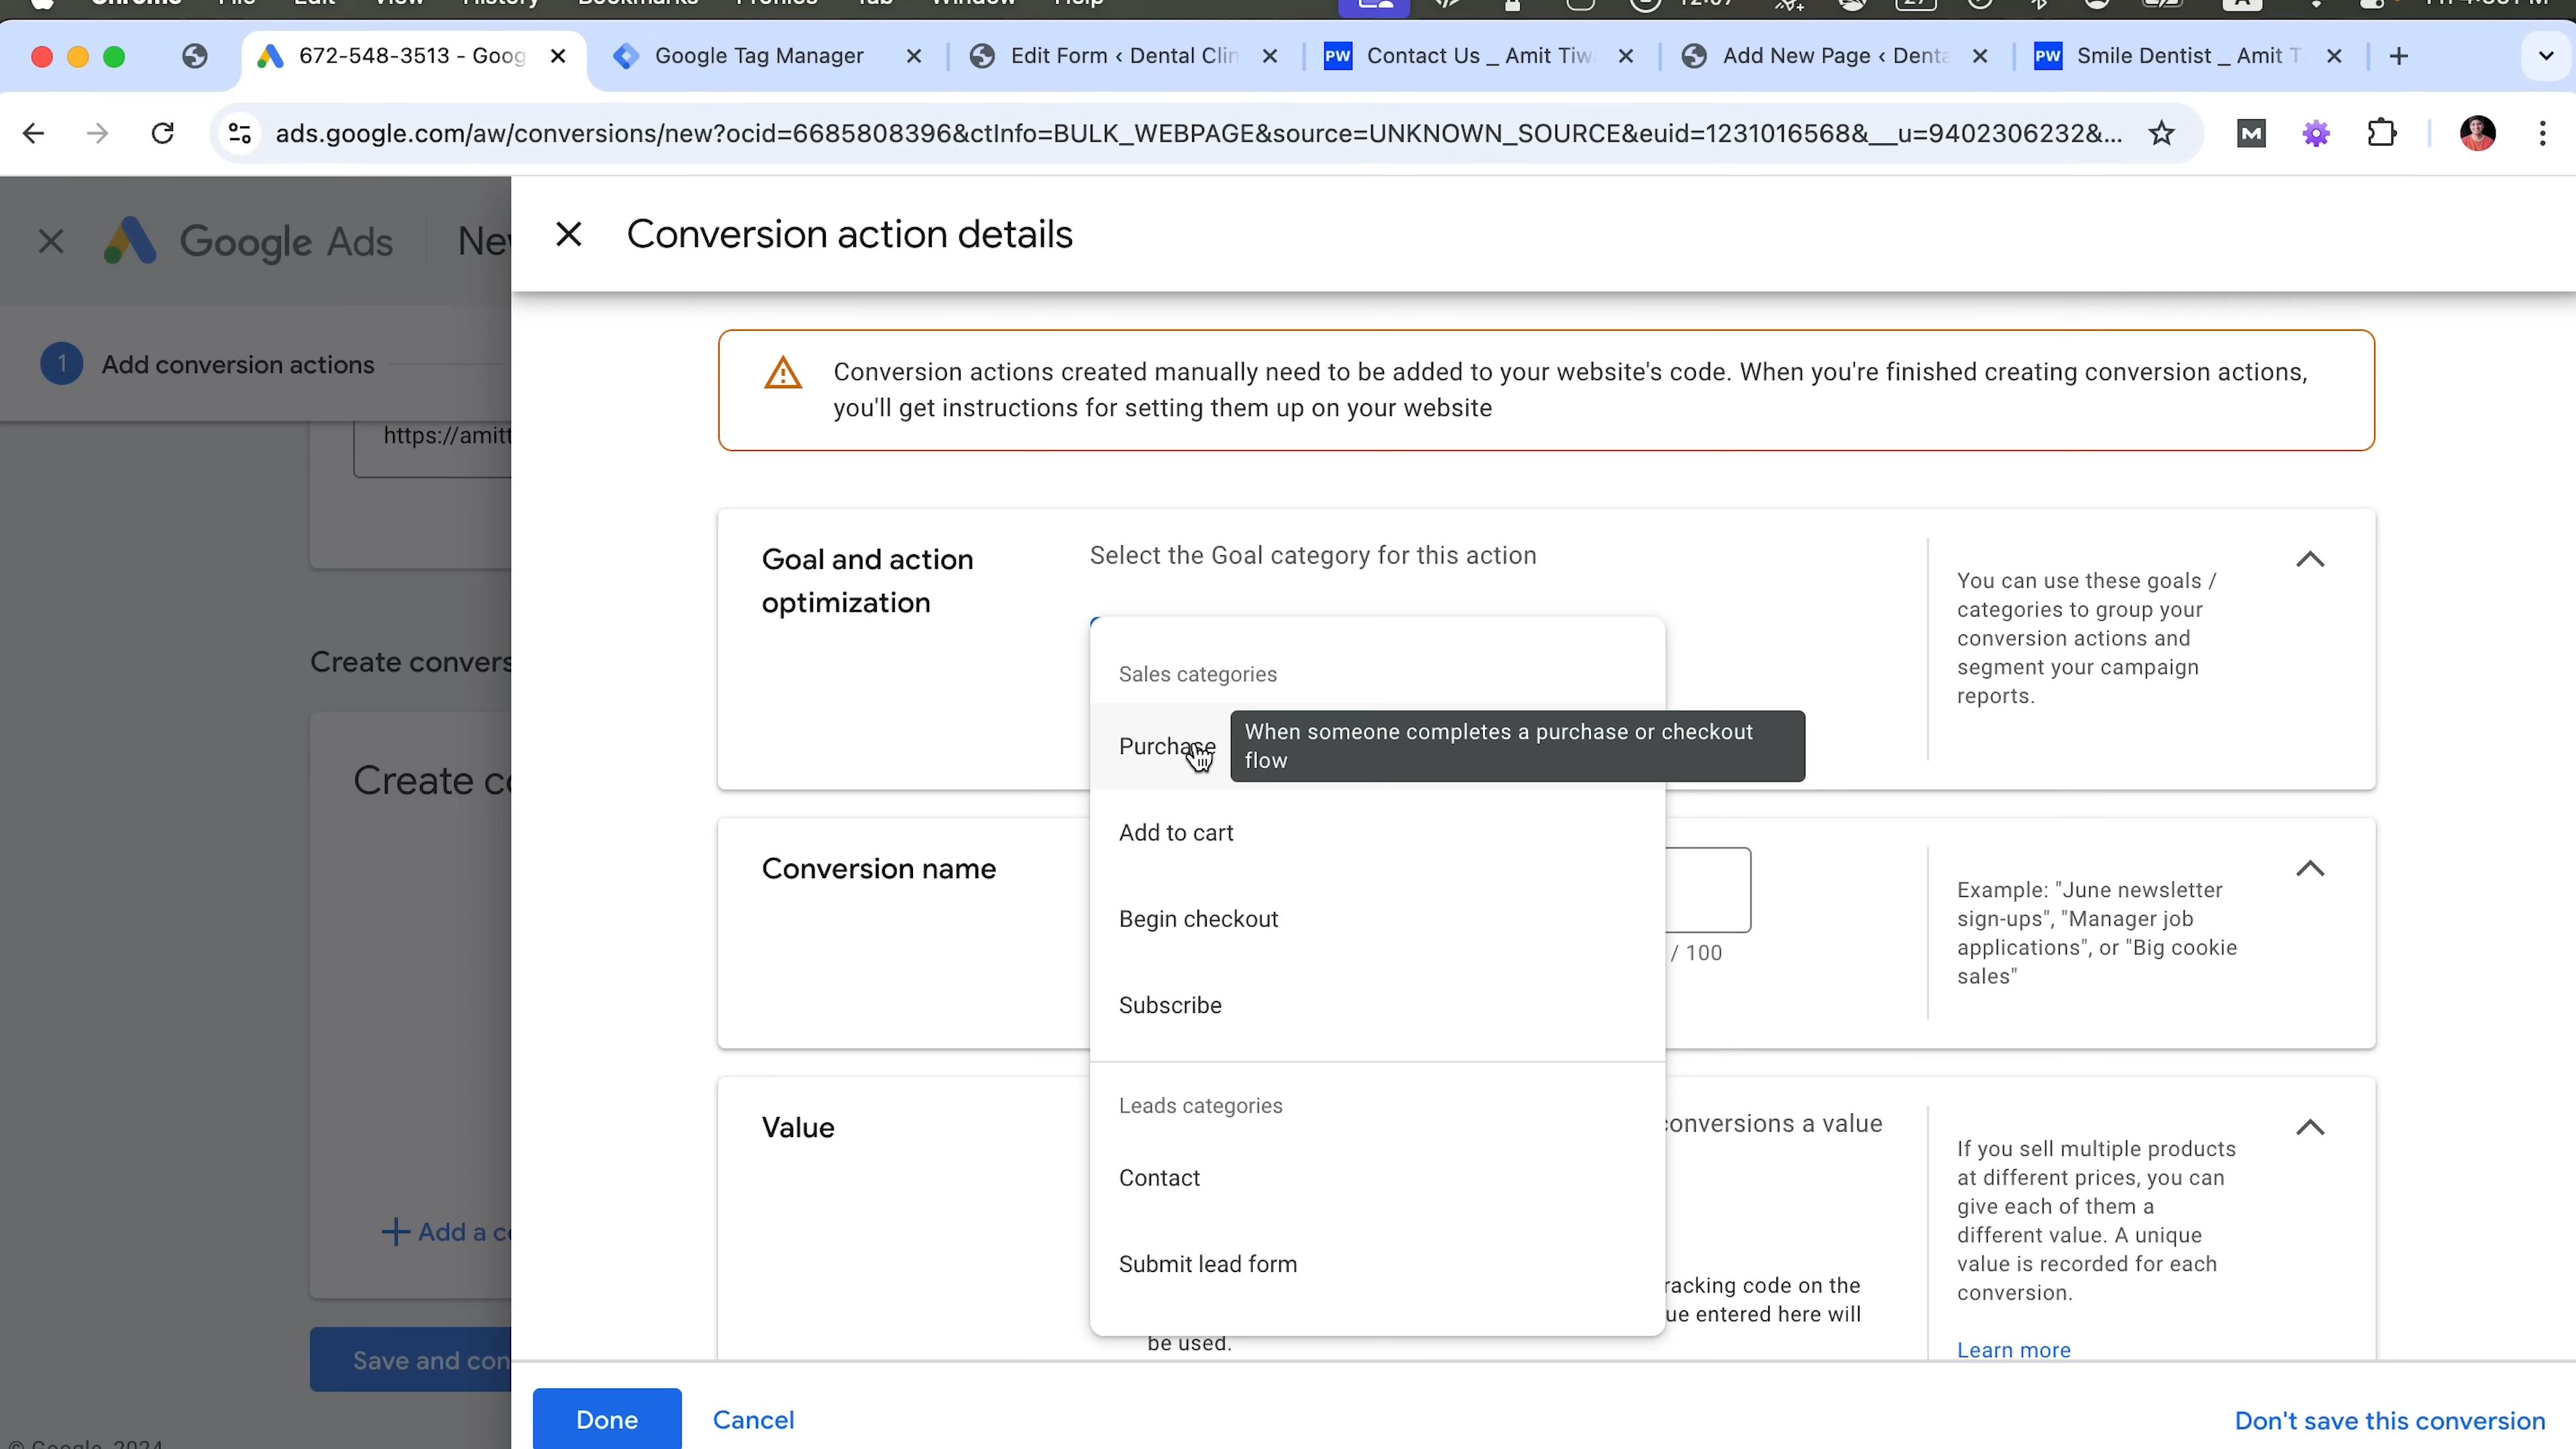 672-548-3513 - Goog
Google Tag Manager
Edit Form ‹ Dental Clin
PW
Contact Us _ Amit Tiw
Add New Page ‹ Denta
PW
Smile Dentist _ Amit T
ads.google.com/aw/conversions/new?ocid=6685808396&ctInfo=BULK_WEBPAGE&source=UNKNOWN_SOURCE&euid=1231016568&__u=9402306232&...
Google Ads
New
Conversion action details
1 Add conversion actions
https://amitt
Create convers
Create co
+ Add a co
Save and con
Conversion actions created manually need to be added to your website's code. When you're finished creating conversion actions,
you'll get instructions for setting them up on your website
Goal and action
optimization
Select the Goal category for this action
You can use these goals /
categories to group your
conversion actions and
segment your campaign
reports.
Sales categories
Purchase
When someone completes a purchase or checkout
flow
Add to cart
Begin checkout
Subscribe
Leads categories
Contact
Submit lead form
Conversion name
/ 100
Example: "June newsletter
sign-ups", "Manager job
applications", or "Big cookie
sales"
Value
conversions a value
racking code on the
ue entered here will
be used.
If you sell multiple products
at different prices, you can
give each of them a
different value. A unique
value is recorded for each
conversion.
Learn more
Done
Cancel
Don't save this conversion